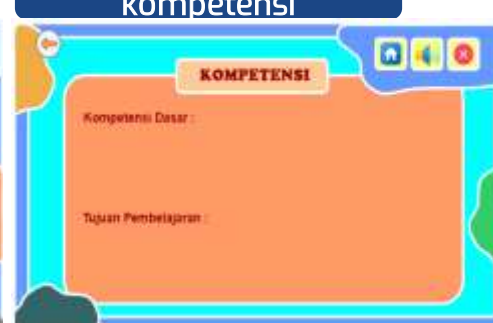 kompetensi
KOMPETENSI
Kompetensi Dasar :
Tujuan Pembelajaran :